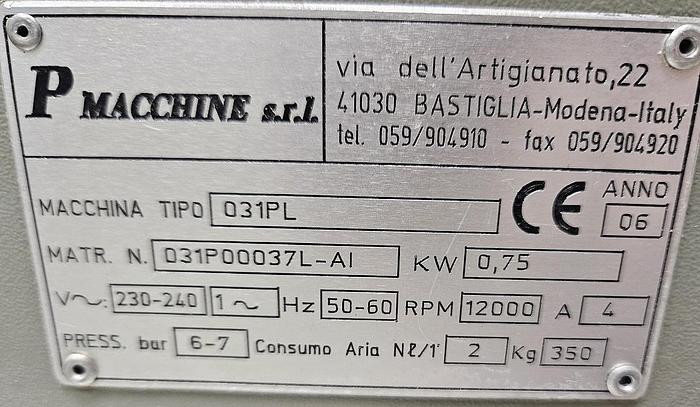 P MACCHINE s.r.l.
via dell'Artigianato,22
41030 BASTIGLIA-Modena-Italy
tel. 059/904910 - fax 059/904920
MACCHINA TIPO 031PL CE ANNO 06
MATR. N. 031P00037L-AI KW 0,75
V~: 230-240 1~ Hz 50-60 RPM 12000 A 4
PRESS. bar 6-7 Consumo Aria Nℓ/1' 2 Kg 350